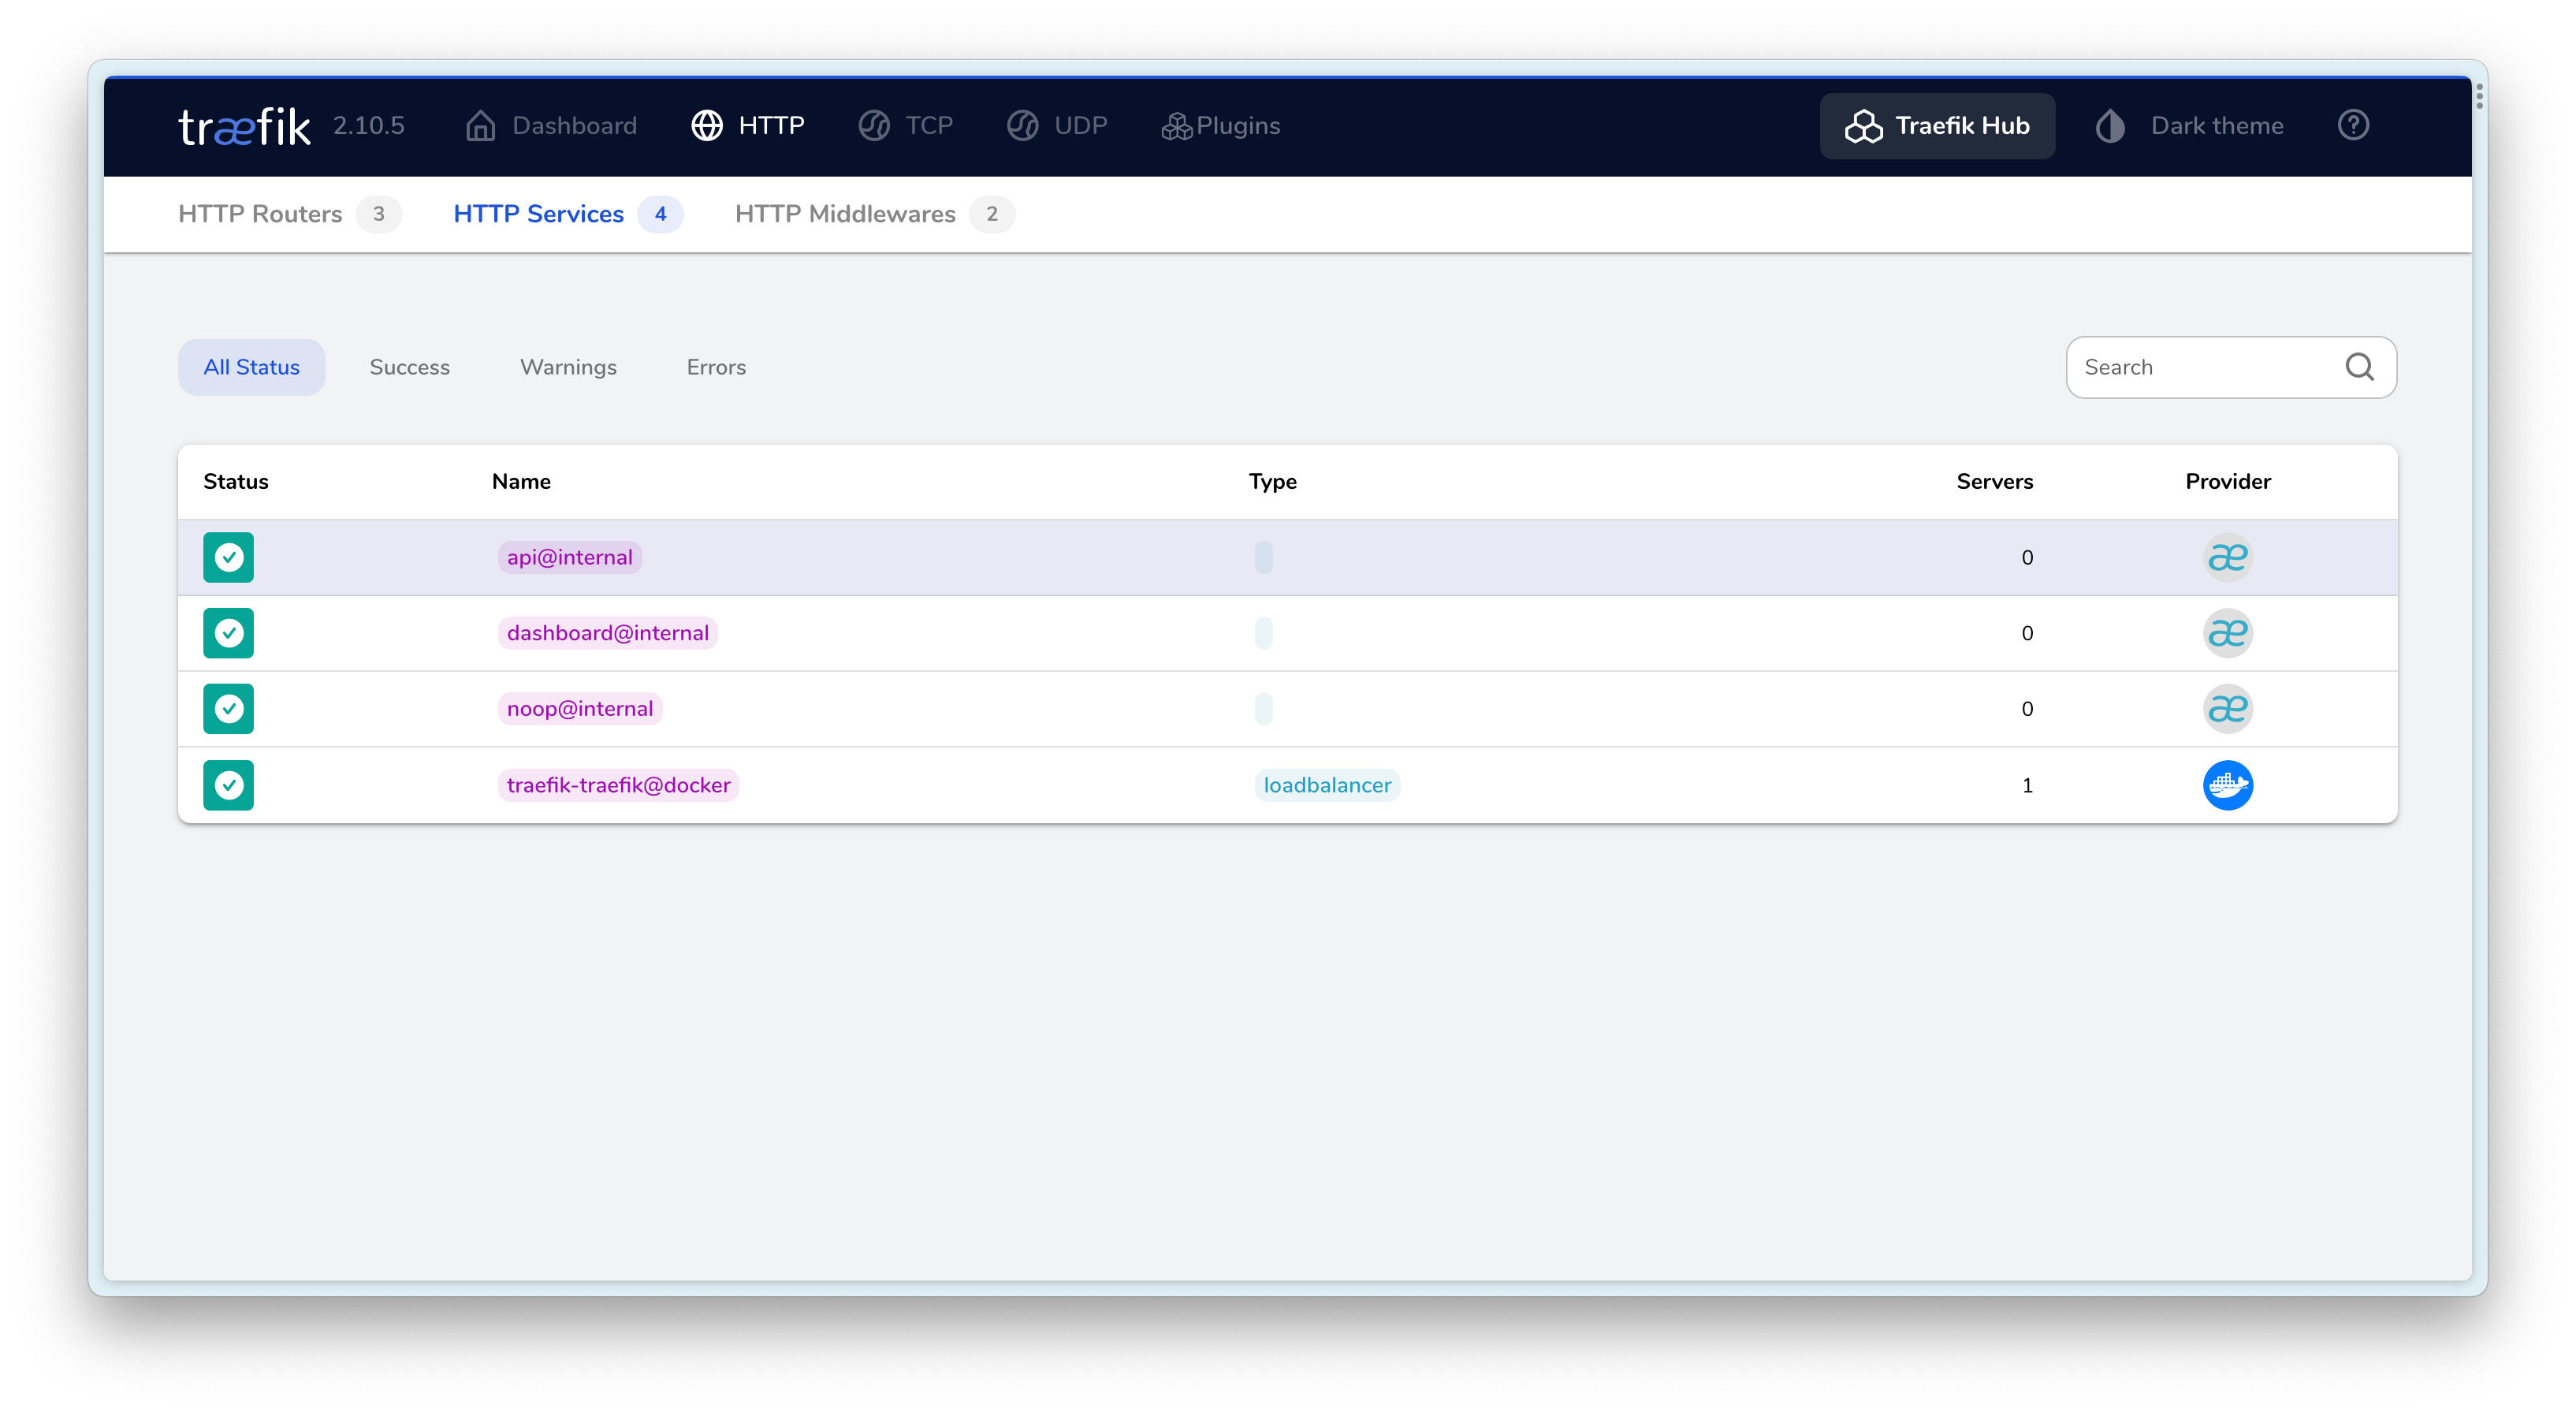 træfik 2.10.5 Dashboard HTTP TCP UDP Plugins Traefik Hub Dark theme
HTTP Routers 3 HTTP Services 4 HTTP Middlewares 2
All Status Success Warnings Errors Search
Status Name Type Servers Provider
api@internal 0 æ
dashboard@internal 0 æ
noop@internal 0 æ
traefik-traefik@docker loadbalancer 1